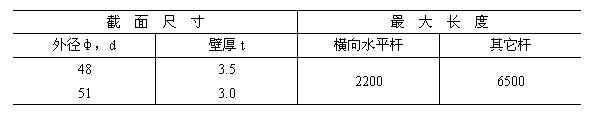 截 面 尺 寸 最 大 长 度
外径φ，d 壁厚t 横向水平杆 其它杆
48 3.5
2200 6500
51 3.0